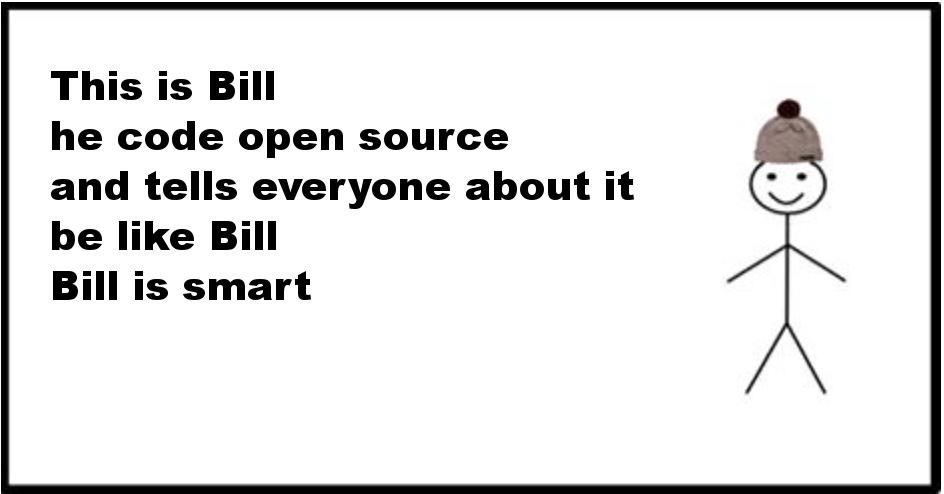 This is Bill
he code open source
and tells everyone about it
be like Bill
Bill is smart